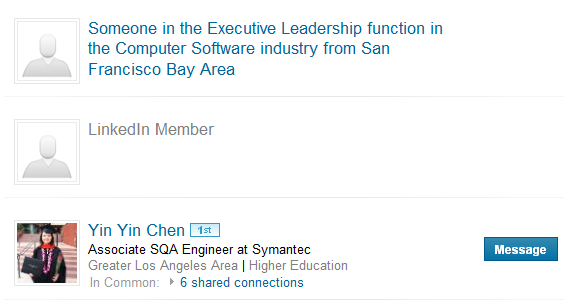 Someone in the Executive Leadership function in
the Computer Software industry from San
Francisco Bay Area
LinkedIn Member
Yin Yin Chen 1st
Associate SQA Engineer at Symantec
Message
Greater Los Angeles Area | Higher Education
In Common: 6 shared connections